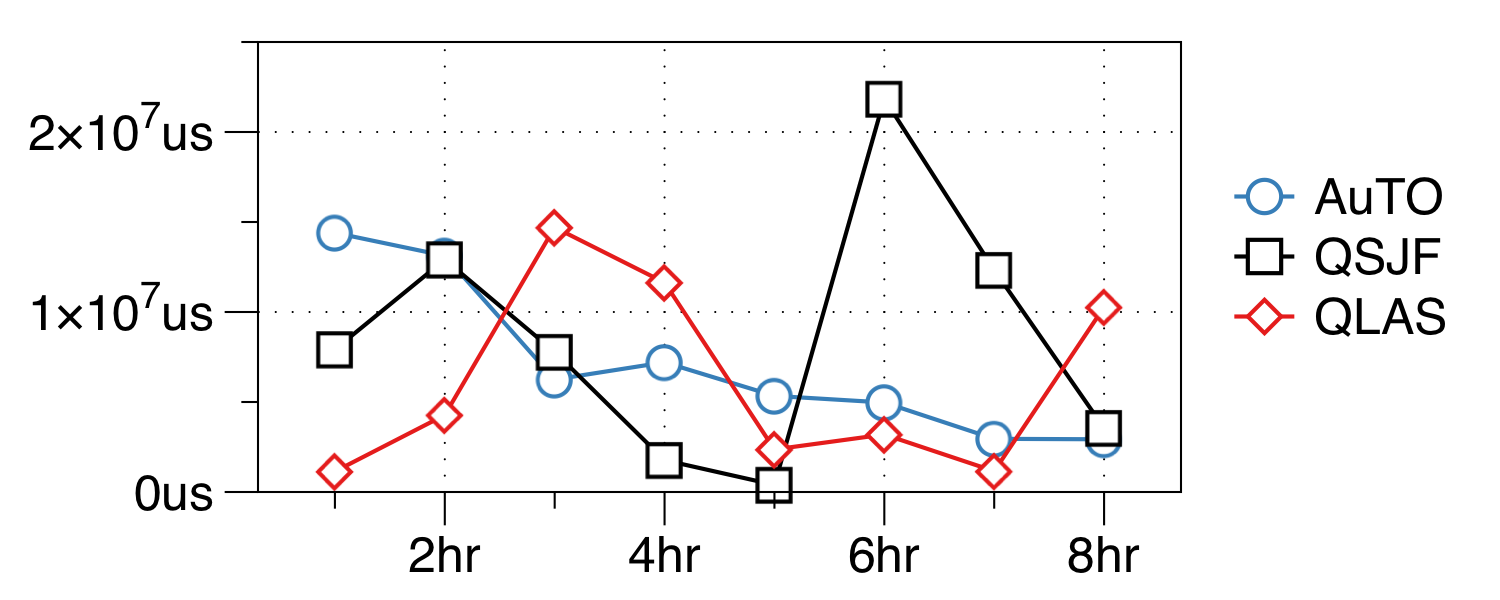 2×10⁷us
1×10⁷us
0us
2hr 4hr 6hr 8hr
AuTO
QSJF
QLAS